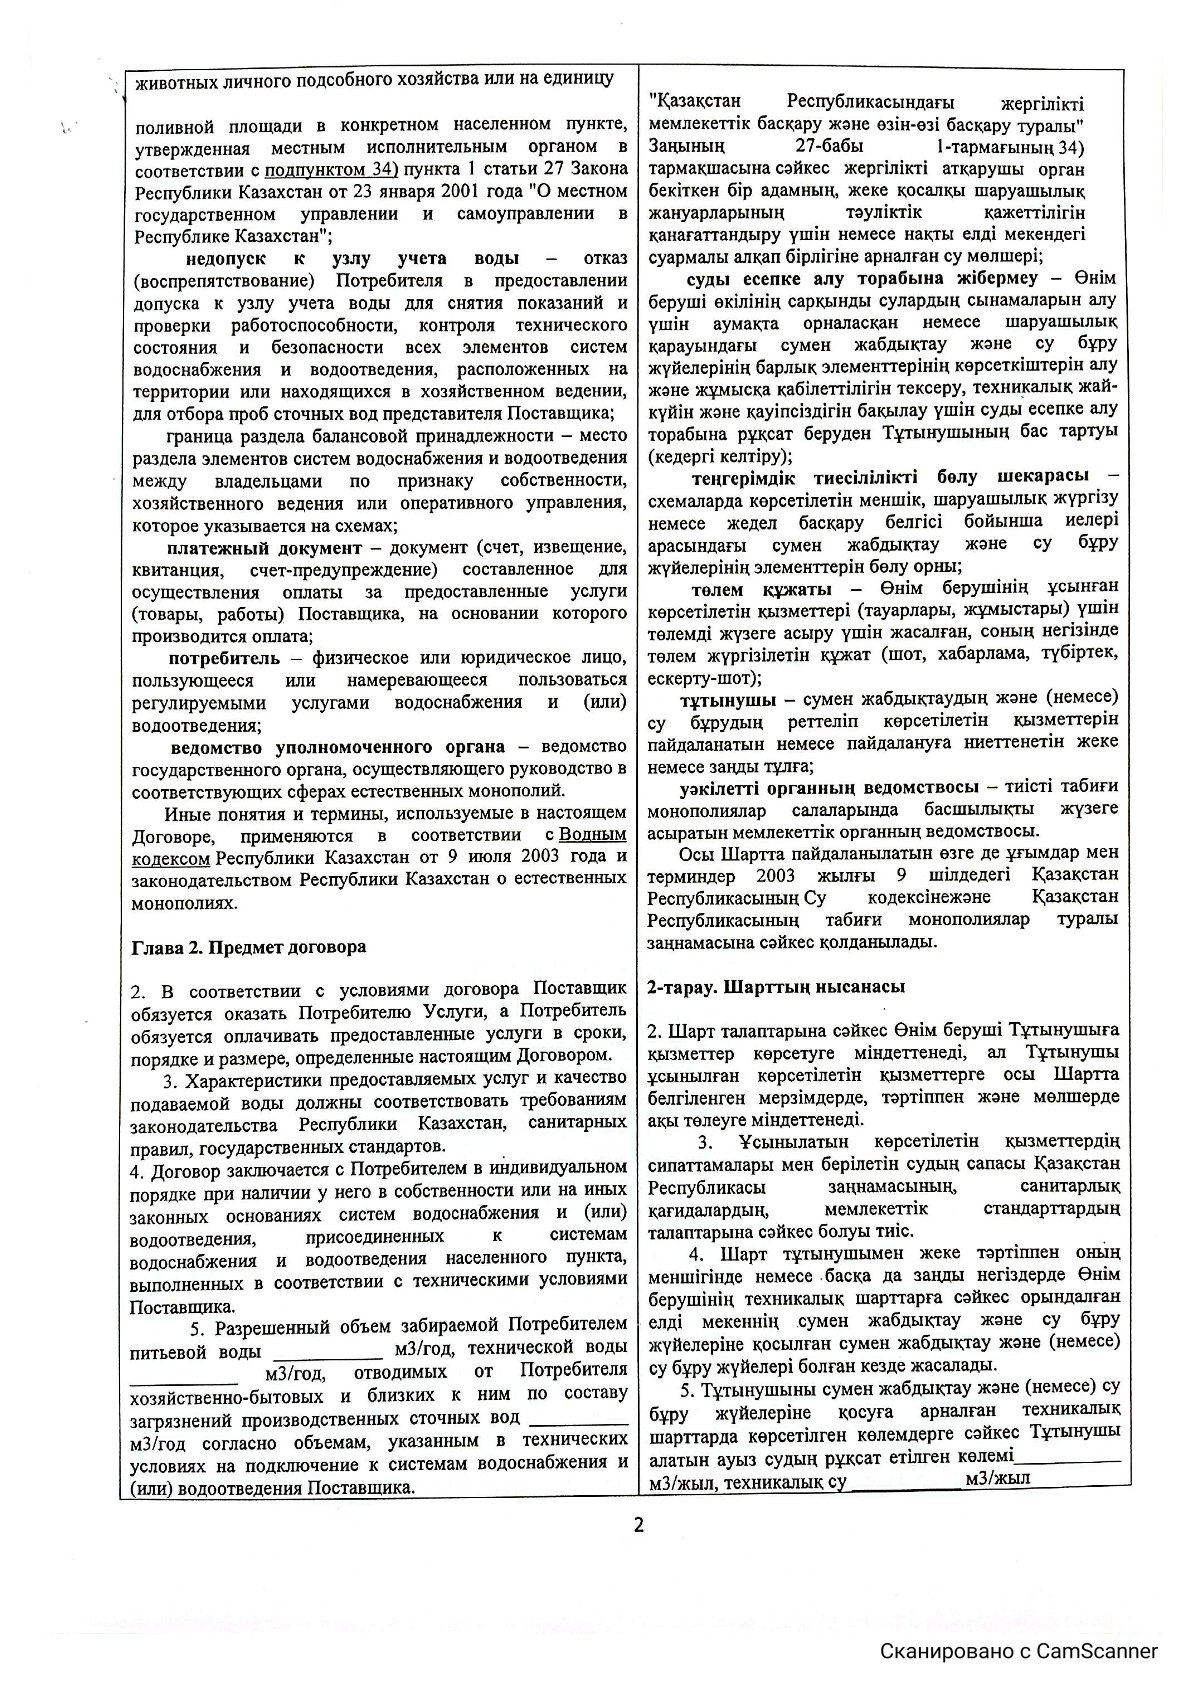 животных личного подсобного хозяйства или на единицу
поливной площади в конкретном населенном пункте,
утвержденная местным исполнительным органом в
соответствии с подпунктом 34) пункта 1 статьи 27 Закона
Республики Казахстан от 23 января 2001 года "О местном
государственном управлении и самоуправлении в
Республике Казахстан";
недопуск к узлу учета воды – отказ
(воспрепятствование) Потребителя в предоставлении
допуска к узлу учета воды для снятия показаний и
проверки работоспособности, контроля технического
состояния и безопасности всех элементов систем
водоснабжения и водоотведения, расположенных на
территории или находящихся в хозяйственном ведении,
для отбора проб сточных вод представителя Поставщика;
граница раздела балансовой принадлежности – место
раздела элементов систем водоснабжения и водоотведения
между владельцами по признаку собственности,
хозяйственного ведения или оперативного управления,
которое указывается на схемах;
платежный документ – документ (счет, извещение,
квитанция, счет-предупреждение) составленное для
осуществления оплаты за предоставленные услуги
(товары, работы) Поставщика, на основании которого
производится оплата;
потребитель – физическое или юридическое лицо,
пользующееся или намеревающееся пользоваться
регулируемыми услугами водоснабжения и (или)
водоотведения;
ведомство уполномоченного органа – ведомство
государственного органа, осуществляющего руководство в
соответствующих сферах естественных монополий.
Иные понятия и термины, используемые в настоящем
Договоре, применяются в соответствии с Водным
кодексом Республики Казахстан от 9 июля 2003 года и
законодательством Республики Казахстан о естественных
монополиях.
Глава 2. Предмет договора
2. В соответствии с условиями договора Поставщик
обязуется оказать Потребителю Услуги, а Потребитель
обязуется оплачивать предоставленные услуги в сроки,
порядке и размере, определенные настоящим Договором.
3. Характеристики предоставляемых услуг и качество
подаваемой воды должны соответствовать требованиям
законодательства Республики Казахстан, санитарных
правил, государственных стандартов.
4. Договор заключается с Потребителем в индивидуальном
порядке при наличии у него в собственности или на иных
законных основаниях систем водоснабжения и (или)
водоотведения, присоединенных к системам
водоснабжения и водоотведения населенного пункта,
выполненных в соответствии с техническими условиями
Поставщика.
5. Разрешенный объем забираемой Потребителем
питьевой воды ___________ м3/год, технической воды
___________ м3/год, отводимых от Потребителя
хозяйственно-бытовых и близких к ним по составу
загрязнений производственных сточных вод __________
м3/год согласно объемам, указанным в технических
условиях на подключение к системам водоснабжения и
(или) водоотведения Поставщика.
"Қазақстан Республикасындағы жергілікті
мемлекеттік басқару және өзін-өзі басқару туралы"
Заңының 27-бабы 1-тармағының 34)
тармақшасына сәйкес жергілікті атқарушы орган
бекіткен бір адамның, жеке қосалқы шаруашылық
жануарларының тәуліктік қажеттілігін
қанағаттандыру үшін немесе нақты елді мекендегі
суармалы алқап бірлігіне арналған су мөлшері;
суды есепке алу торабына жібермеу – Өнім
беруші өкілінің сарқынды сулардың сынамаларын алу
үшін аумақта орналасқан немесе шаруашылық
қарауындағы сумен жабдықтау және су бұру
жүйелерінің барлық элементтерінің көрсеткіштерін алу
және жұмысқа қабілеттілігін тексеру, техникалық жай-
күйін және қауіпсіздігін бақылау үшін суды есепке алу
торабына рұқсат беруден Тұтынушының бас тартуы
(кедергі келтіру);
теңгерімдік тиесілілікті бөлу шекарасы –
схемаларда көрсетілетін меншік, шаруашылық жүргізу
немесе жедел басқару белгісі бойынша иелері
арасындағы сумен жабдықтау және су бұру
жүйелерінің элементтерін бөлу орны;
төлем құжаты – Өнім берушінің ұсынған
көрсетілетін қызметтері (тауарлары, жұмыстары) үшін
төлемді жүзеге асыру үшін жасалған, соның негізінде
төлем жүргізілетін құжат (шот, хабарлама, түбіртек,
ескерту-шот);
тұтынушы – сумен жабдықтаудың және (немесе)
су бұрудың реттеліп көрсетілетін қызметтерін
пайдаланатын немесе пайдалануға ниеттенетін жеке
немесе заңды тұлға;
уәкілетті органның ведомствосы – тиісті табиғи
монополиялар салаларында басшылықты жүзеге
асыратын мемлекеттік органның ведомствосы.
Осы Шартта пайдаланылатын өзге де ұғымдар мен
терминдер 2003 жылғы 9 шілдедегі Қазақстан
Республикасының Су кодексінежәне Қазақстан
Республикасының табиғи монополиялар туралы
заңнамасына сәйкес қолданылады.
2-тарау. Шарттың нысанасы
2. Шарт талаптарына сәйкес Өнім беруші Тұтынушыға
қызметтер көрсетуге міндеттенеді, ал Тұтынушы
ұсынылған көрсетілетін қызметтерге осы Шартта
белгіленген мерзімдерде, тәртіппен және мөлшерде
ақы төлеуге міндеттенеді.
3. Ұсынылатын көрсетілетін қызметтердің
сипаттамалары мен берілетін судың сапасы Қазақстан
Республикасы заңнамасының, санитарлық
қағидалардың, мемлекеттік стандарттардың
талаптарына сәйкес болуы тиіс.
4. Шарт тұтынушымен жеке тәртіппен оның
меншігінде немесе басқа да заңды негіздерде Өнім
берушінің техникалық шарттарға сәйкес орындалған
елді мекеннің сумен жабдықтау және су бұру
жүйелеріне қосылған сумен жабдықтау және (немесе)
су бұру жүйелері болған кезде жасалады.
5. Тұтынушыны сумен жабдықтау және (немесе) су
бұру жүйелеріне қосуға арналған техникалық
шарттарда көрсетілген көлемдерге сәйкес Тұтынушы
алатын ауыз судың рұқсат етілген көлемі___________
м3/жыл, техникалық су ___________ м3/жыл
2
Сканировано с CamScanner